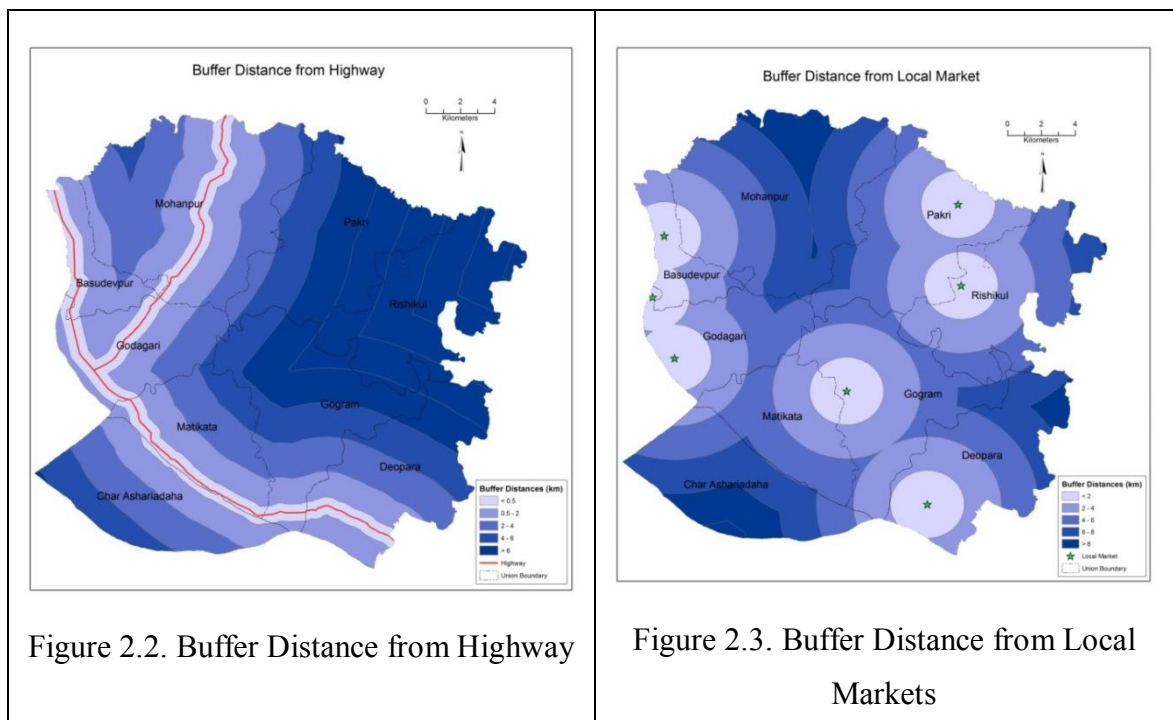 Buffer Distance from Highway
0 2 4
Kilometers
N
Mohanpur
Pakri
Basudevpur
Rishikul
Godagari
Gogram
Matikata
Deopara
Char Ashariadaha
Buffer Distances (km)
< 0.5
0.5 - 2
2 - 4
4 - 6
> 6
Highway
Union Boundary
Figure 2.2. Buffer Distance from Highway
Buffer Distance from Local Market
0 1 2 4
Kilometers
N
Mohanpur
Pakri
Basudevpur
Rishikul
Godagari
Gogram
Matikata
Deopara
Char Ashariadaha
Buffer Distances (km)
< 2
2 - 4
4 - 6
6 - 8
> 8
Local Market
Union Boundary
Figure 2.3. Buffer Distance from Local
Markets